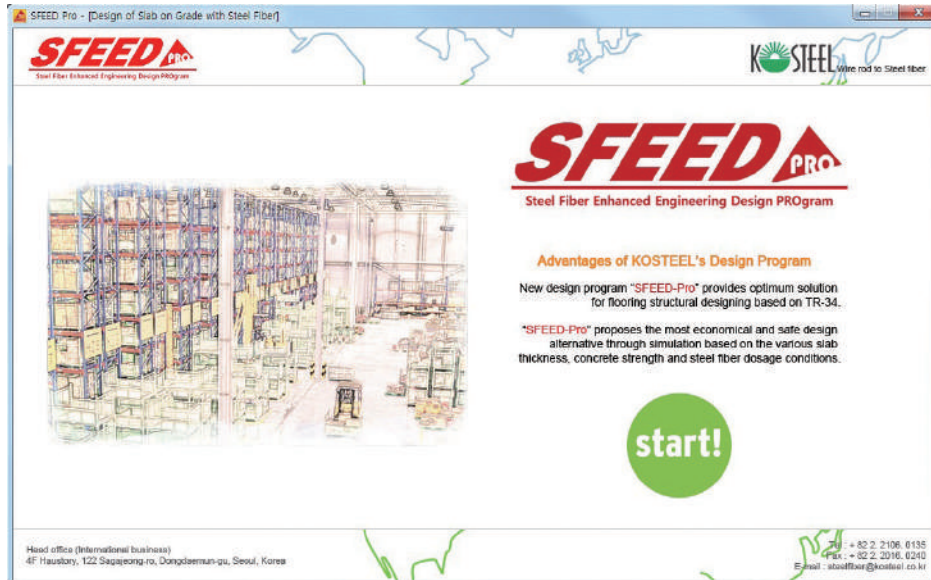 SFEED Pro - [Design of Slab on Grade with Steel Fiber]
SFEED PRO
Steel Fiber Enhanced Engineering Design PROgram
KOSTEEL Wire rod to Steel fiber
SFEED PRO
Steel Fiber Enhanced Engineering Design PROgram
Advantages of KOSTEEL's Design Program
New design program "SFEED-Pro" provides optimum solution
for flooring structural designing based on TR-34.
"SFEED-Pro" proposes the most economical and safe design
alternative through simulation based on the various slab
thickness, concrete strength and steel fiber dosage conditions.
start!
Head office (International business)
4F Haustory, 122 Sagajeong-ro, Dongdaemun-gu, Seoul, Korea
Tel : + 82 2. 2106. 0135
Fax : + 82 2. 2016. 0240
E-mail : steelfiber@kosteel.co.kr